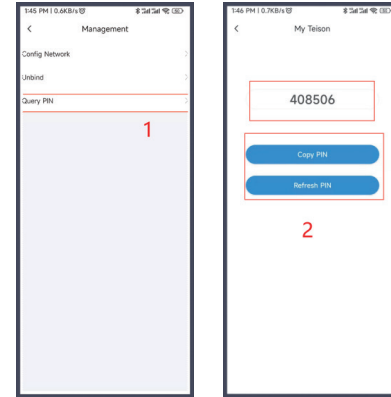 1:45 PM | 0.6KB/s
Management
Config Network
Unbind
Query PIN
1
1:46 PM | 0.7KB/s
My Teison
408506
Copy PIN
Refresh PIN
2